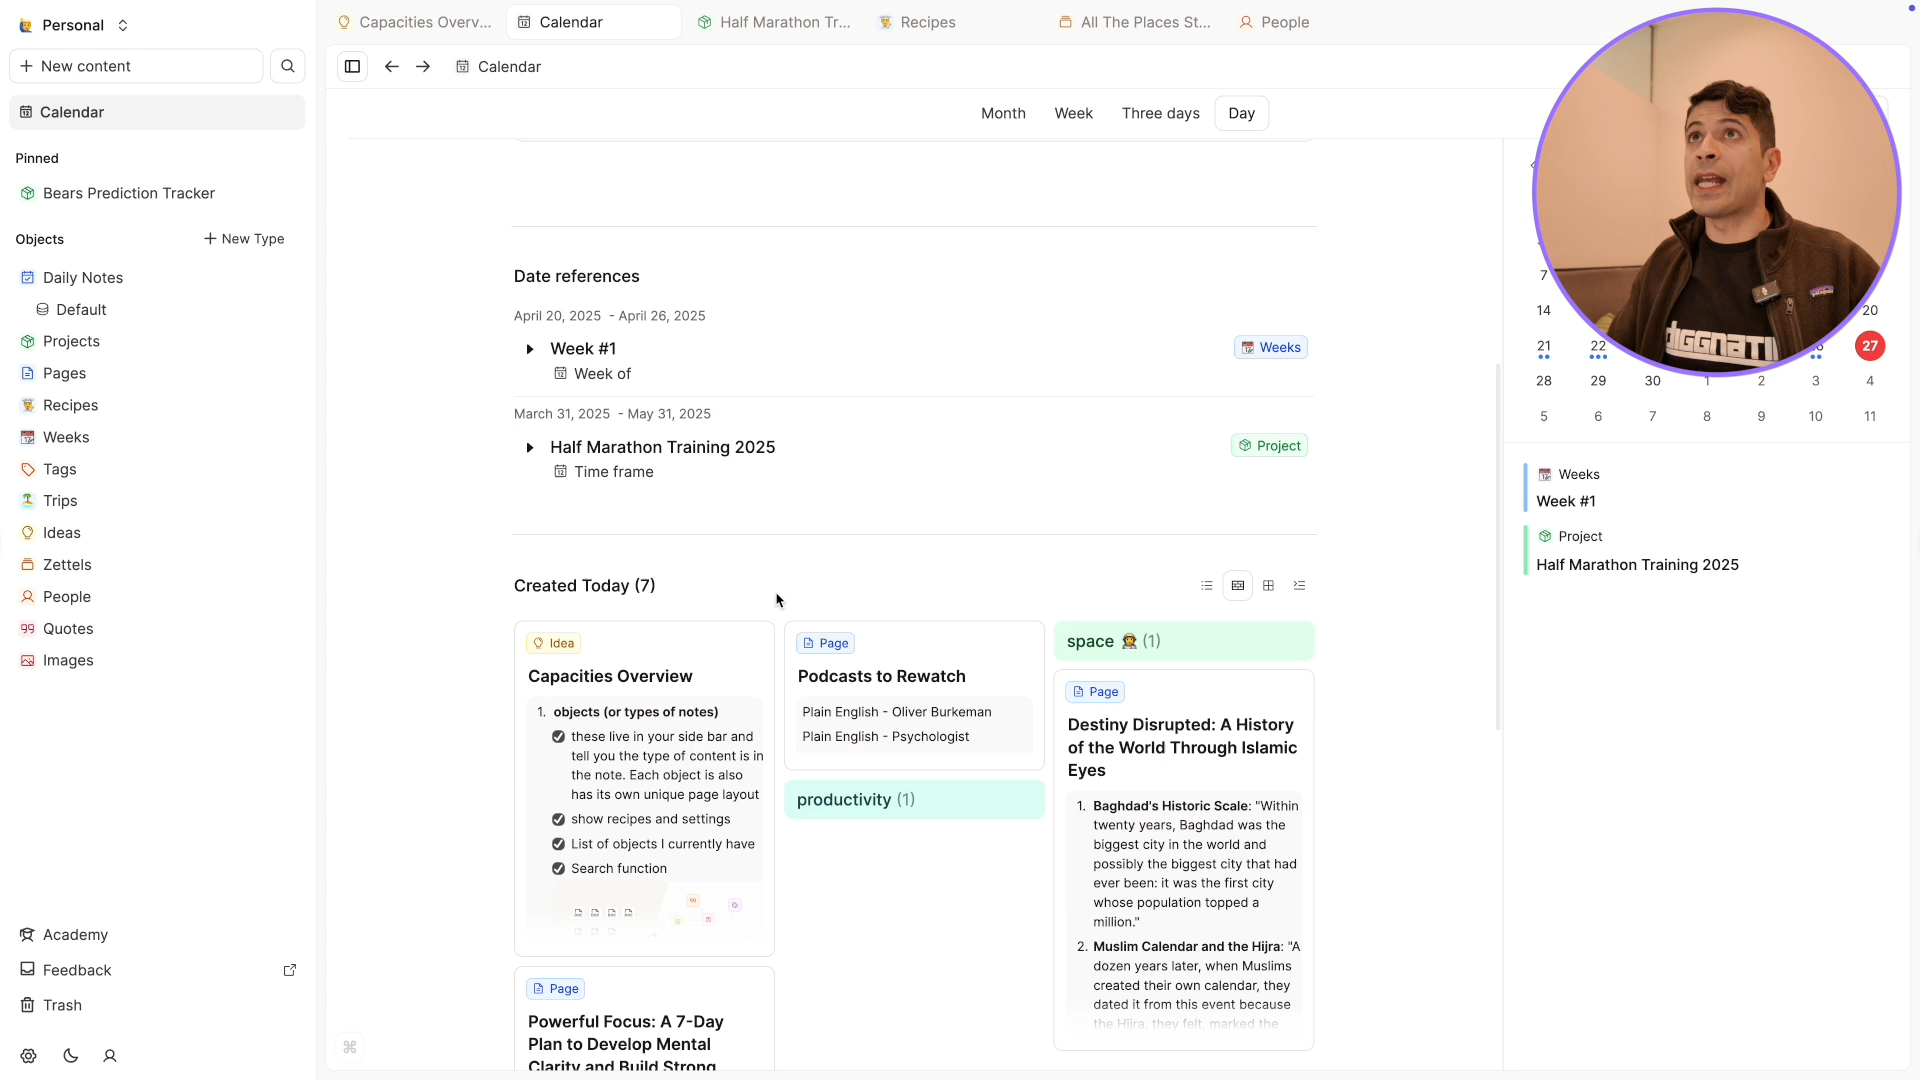 Personal
New content
Calendar
Pinned
Bears Prediction Tracker
Objects
New Type
Daily Notes
Default
Projects
Pages
Recipes
Weeks
Tags
Trips
Ideas
Zettels
People
Quotes
Images
Academy
Feedback
Trash
Capacities Overv...
Calendar
Half Marathon Tr...
Recipes
All The Places St...
People
Calendar
Month
Week
Three days
Day
Date references
April 20, 2025 - April 26, 2025
Week #1
Weeks
Week of
March 31, 2025 - May 31, 2025
Half Marathon Training 2025
Project
Time frame
Created Today (7)
Idea
Capacities Overview
1. objects (or types of notes)
these live in your side bar and
tell you the type of content is in
the note. Each object is also
has its own unique page layout
show recipes and settings
List of objects I currently have
Search function
Page
Powerful Focus: A 7-Day
Plan to Develop Mental
Clarity and Build Strong
Page
Podcasts to Rewatch
Plain English - Oliver Burkeman
Plain English - Psychologist
productivity (1)
space 👩‍🚀 (1)
Page
Destiny Disrupted: A History
of the World Through Islamic
Eyes
1. Baghdad's Historic Scale: "Within
twenty years, Baghdad was the
biggest city in the world and
possibly the biggest city that had
ever been: it was the first city
whose population topped a
million."
2. Muslim Calendar and the Hijra: "A
dozen years later, when Muslims
created their own calendar, they
dated it from this event because
the Hijra, they felt, marked the
7
14 20
21 22 27
28 29 30 1 2 3 4
5 6 7 8 9 10 11
Weeks
Week #1
Project
Half Marathon Training 2025